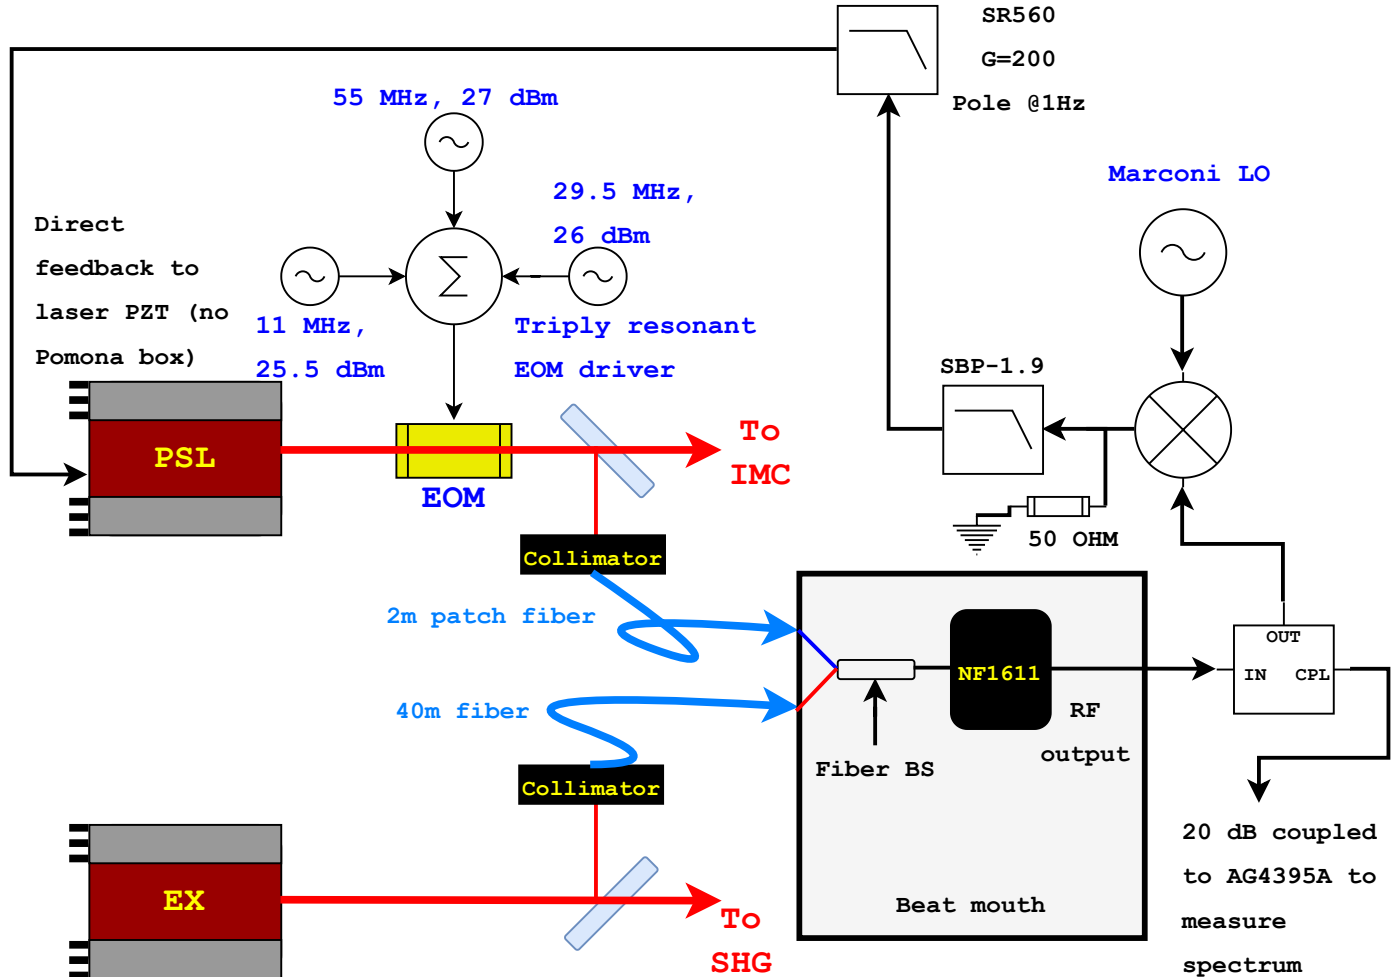 SR560
G=200
Pole @1Hz
55 MHz, 27 dBm
Marconi LO
29.5 MHz,
26 dBm
Direct
feedback to
laser PZT (no
Pomona box)
Σ
11 MHz,
25.5 dBm
Triply resonant
EOM driver
SBP-1.9
PSL
To
IMC
EOM
50 OHM
Collimator
2m patch fiber
OUT
IN
CPL
NF1611
40m fiber
RF
output
Fiber BS
Collimator
20 dB coupled
to AG4395A to
measure
spectrum
EX
Beat mouth
To
SHG